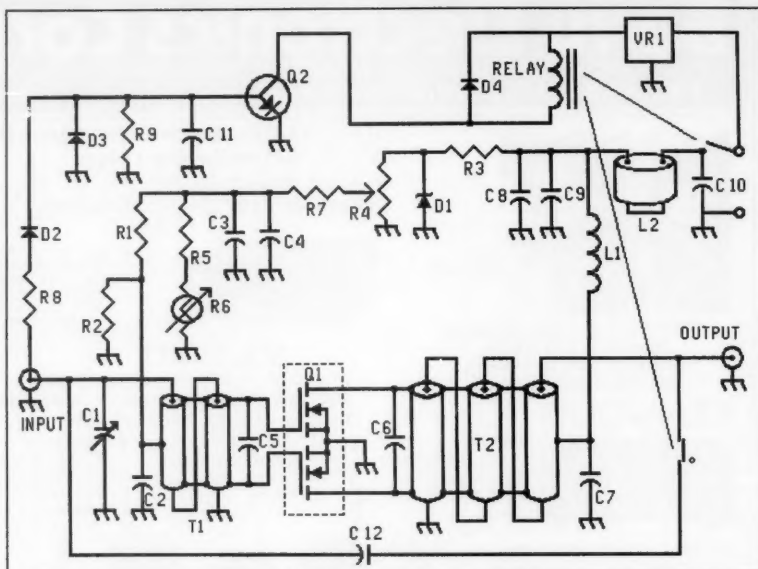 VR1
Q2
RELAY
D4
D3
R9
C11
R3
R4
D1
C8
C9
C10
L2
R1
R5
C3
C4
R7
D2
R8
R2
R6
L1
OUTPUT
Q1
INPUT
C1
C5
C6
T2
C2
C7
T1
C12